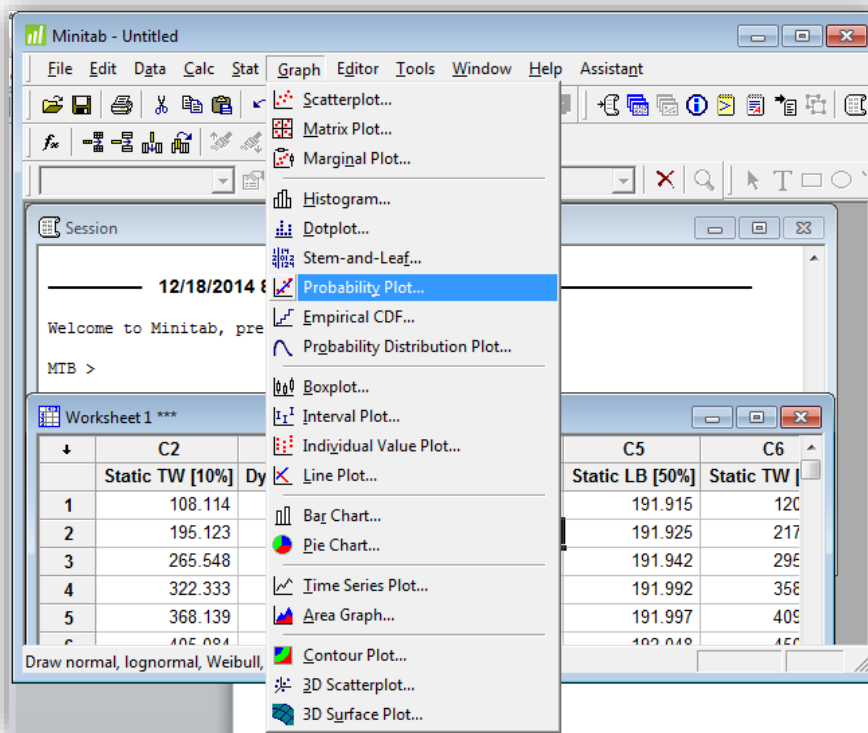 Minitab - Untitled
File Edit Data Calc Stat Graph Editor Tools Window Help Assistant
Scatterplot...
Matrix Plot...
Marginal Plot...
Histogram...
Dotplot...
Stem-and-Leaf...
Probability Plot...
Empirical CDF...
Probability Distribution Plot...
Boxplot...
Interval Plot...
Individual Value Plot...
Line Plot...
Bar Chart...
Pie Chart...
Time Series Plot...
Area Graph...
Contour Plot...
3D Scatterplot...
3D Surface Plot...
Session
12/18/2014 8
Welcome to Minitab, pre
MTB >
Worksheet 1 ***
C2 C5 C6
Static TW [10%] Dy Static LB [50%] Static TW [
1 108.114 191.915 120
2 195.123 191.925 217
3 265.548 191.942 295
4 322.333 191.992 358
5 368.139 191.997 409
Draw normal, lognormal, Weibull,